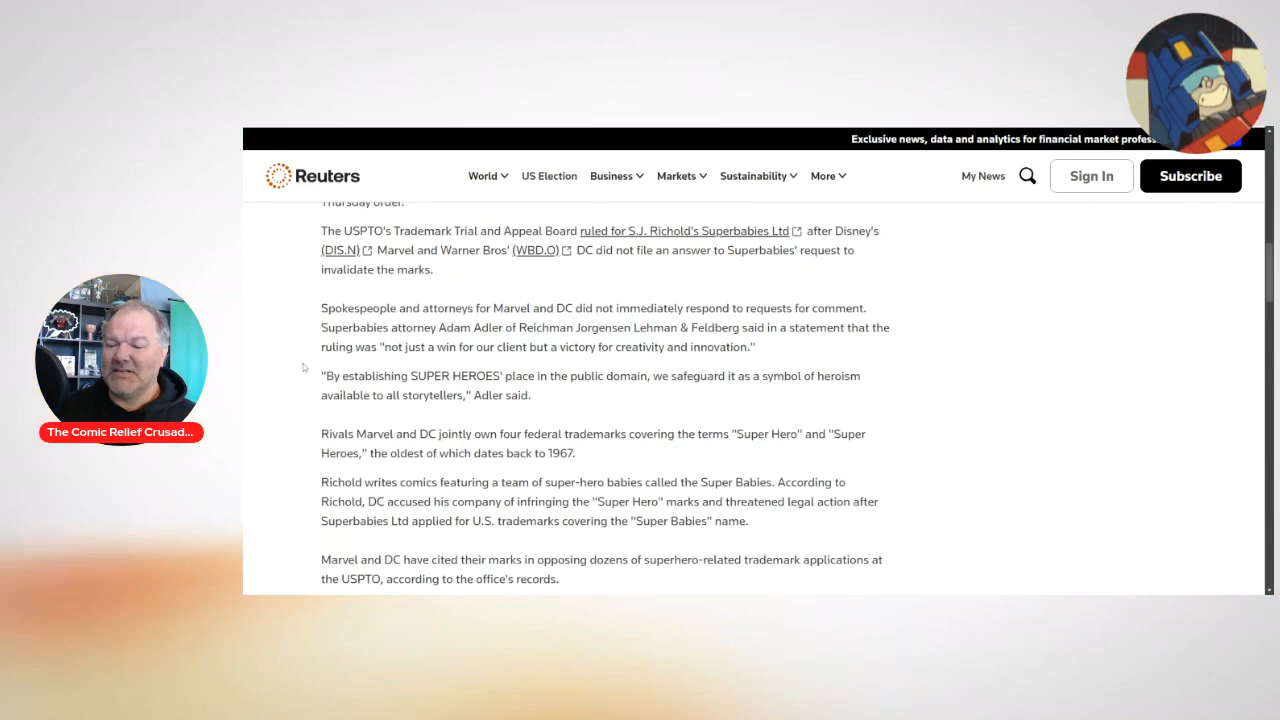 Exclusive news, data and analytics for financial market
Reuters
World US Election Business Markets Sustainability More My News Sign In Subscribe
Thursday order.
The USPTO's Trademark Trial and Appeal Board ruled for S.J. Richold's Superbabies Ltd after Disney's
(DIS.N) Marvel and Warner Bros' (WBD.O) DC did not file an answer to Superbabies' request to
invalidate the marks.
Spokespeople and attorneys for Marvel and DC did not immediately respond to requests for comment.
Superbabies attorney Adam Adler of Reichman Jorgensen Lehman & Feldberg said in a statement that the
ruling was "not just a win for our client but a victory for creativity and innovation."
"By establishing SUPER HEROES' place in the public domain, we safeguard it as a symbol of heroism
available to all storytellers," Adler said.
Rivals Marvel and DC jointly own four federal trademarks covering the terms "Super Hero" and "Super
Heroes," the oldest of which dates back to 1967.
Richold writes comics featuring a team of super-hero babies called the Super Babies. According to
Richold, DC accused his company of infringing the "Super Hero" marks and threatened legal action after
Superbabies Ltd applied for U.S. trademarks covering the "Super Babies" name.
Marvel and DC have cited their marks in opposing dozens of superhero-related trademark applications at
the USPTO, according to the office's records.
The Comic Relief Crusad...